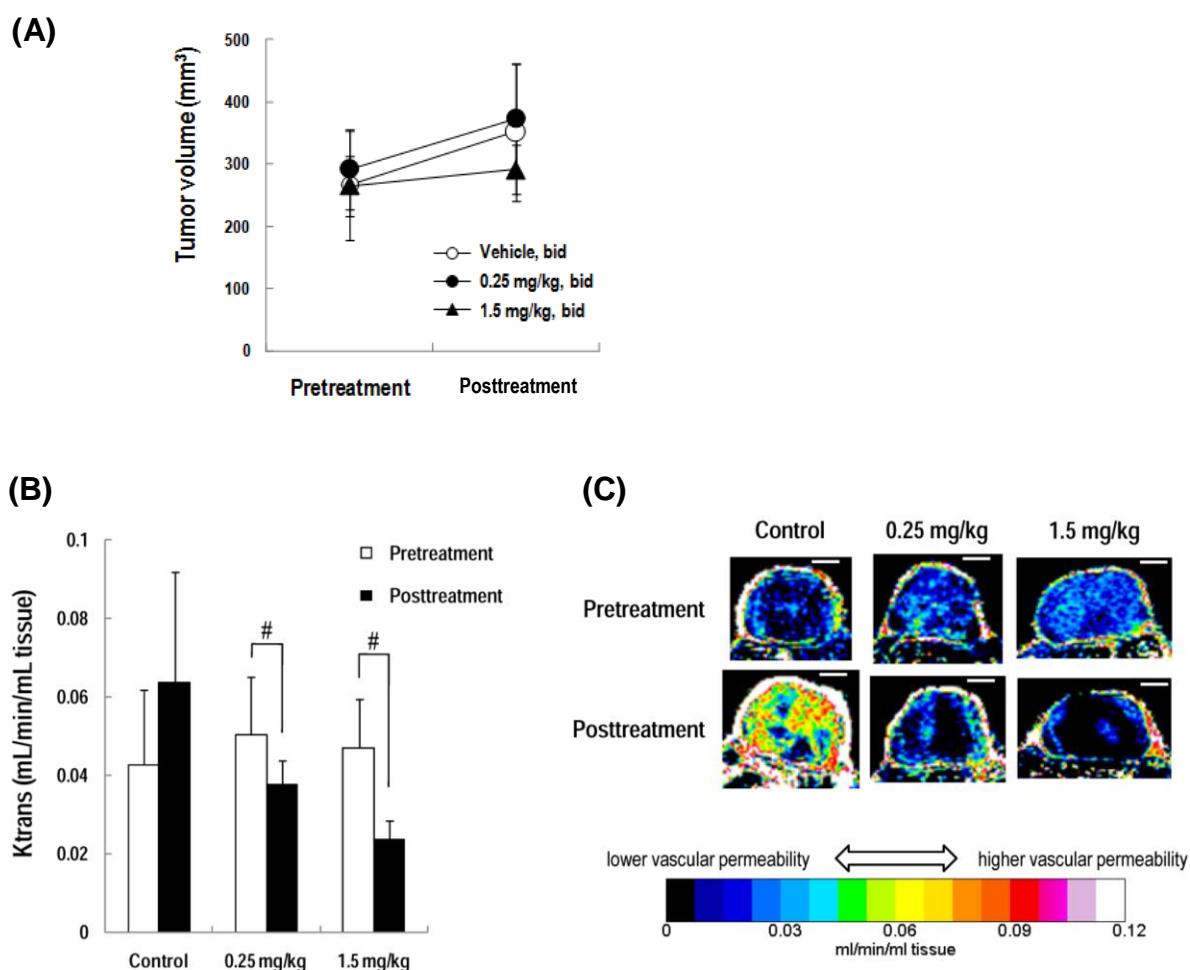 (A)
Tumor volume (mm³)
500
400
300
200
100
0
Vehicle, bid
0.25 mg/kg, bid
1.5 mg/kg, bid
Pretreatment Posttreatment
(B)
Ktrans (mL/min/mL tissue)
0.1
0.08
0.06
0.04
0.02
0
Pretreatment
Posttreatment
# #
Control 0.25 mg/kg 1.5 mg/kg
(C)
Control 0.25 mg/kg 1.5 mg/kg
Pretreatment
Posttreatment
lower vascular permeability higher vascular permeability
0 0.03 0.06 0.09 0.12
ml/min/ml tissue